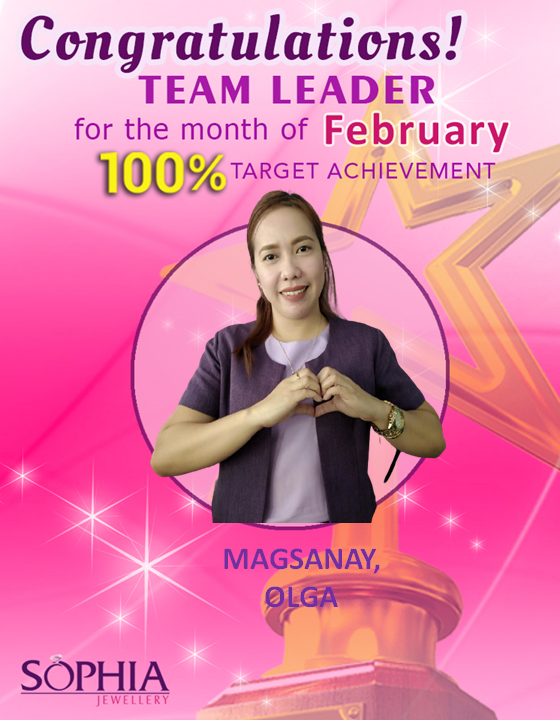 Congratulations!
TEAM LEADER
for the month of February
100% TARGET ACHIEVEMENT
MAGSANAY,
OLGA
SOPHIA
JEWELLERY